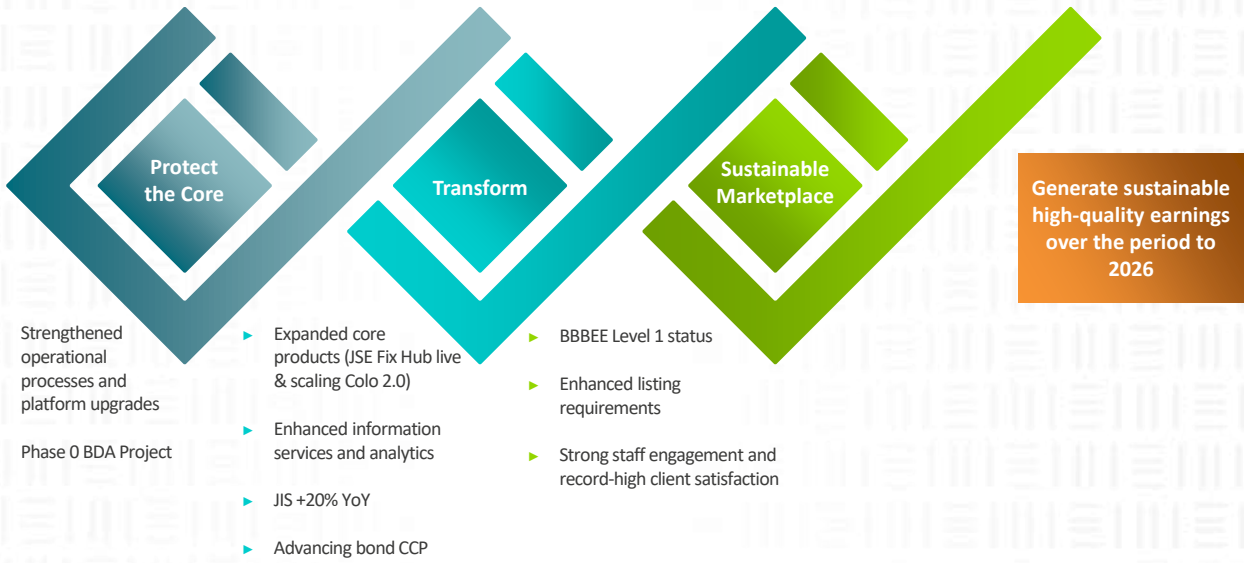 Protect
the Core
Transform
Sustainable
Marketplace
Generate sustainable
high-quality earnings
over the period to
2026
Strengthened
operational
processes and
platform upgrades
Phase 0 BDA Project
► Expanded core
products (JSE Fix Hub live
& scaling Colo 2.0)
► Enhanced information
services and analytics
► JIS +20% YoY
► Advancing bond CCP
► BBBEE Level 1 status
► Enhanced listing
requirements
► Strong staff engagement and
record-high client satisfaction